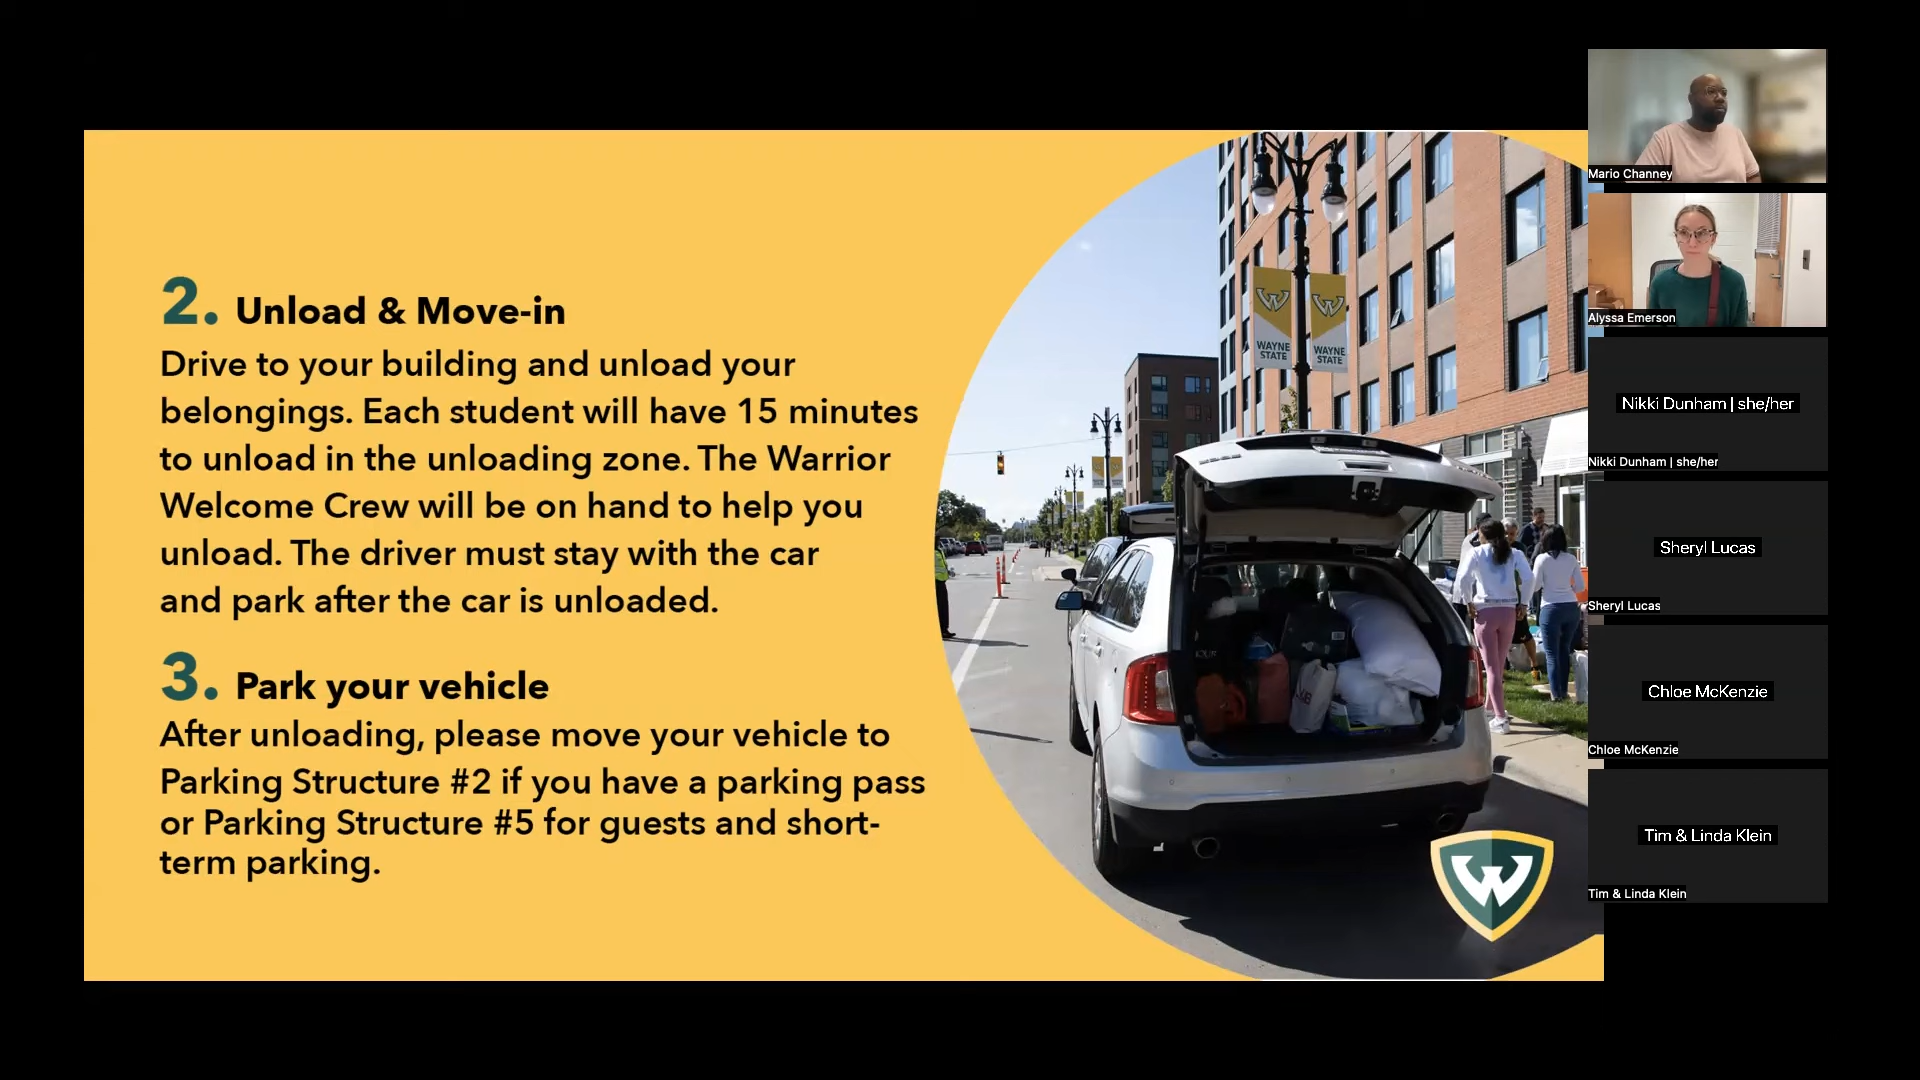 2. Unload & Move-in
Drive to your building and unload your
belongings. Each student will have 15 minutes
to unload in the unloading zone. The Warrior
Welcome Crew will be on hand to help you
unload. The driver must stay with the car
and park after the car is unloaded.
3. Park your vehicle
After unloading, please move your vehicle to
Parking Structure #2 if you have a parking pass
or Parking Structure #5 for guests and short-
term parking.
W
WAYNE
STATE
W
WAYNE
STATE
W
Mario Channey
Alyssa Emerson
Nikki Dunham | she/her
Nikki Dunham | she/her
Sheryl Lucas
Sheryl Lucas
Chloe McKenzie
Chloe McKenzie
Tim & Linda Klein
Tim & Linda Klein